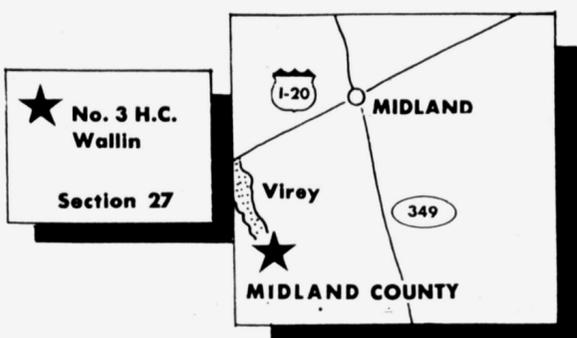 No. 3 H.C.
Wallin
Section 27
I-20
MIDLAND
Virey
349
MIDLAND COUNTY